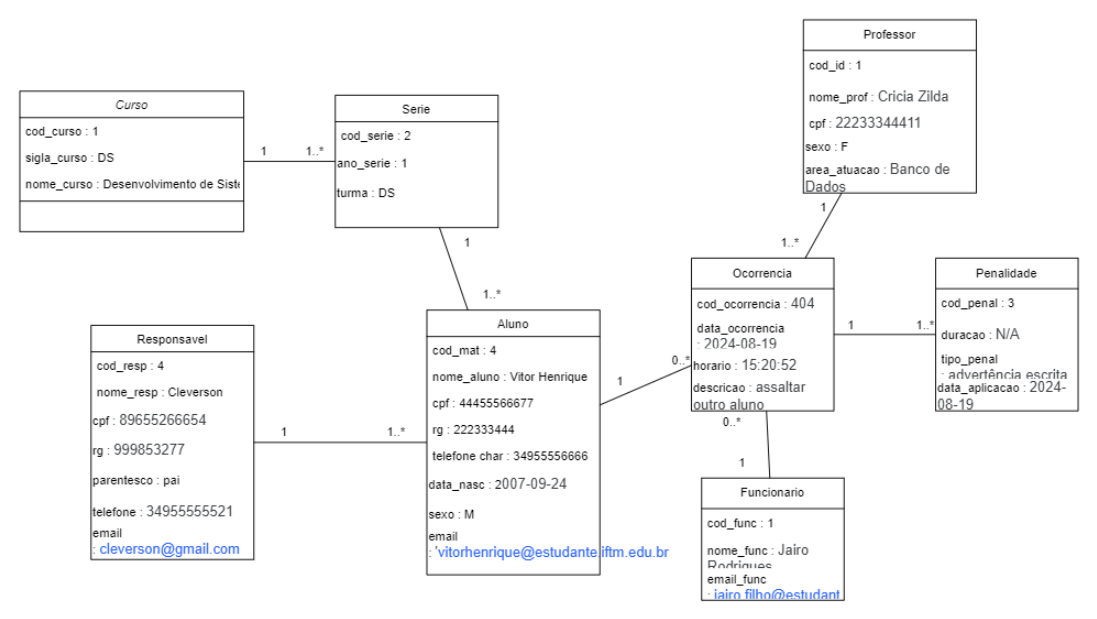 Professor
cod_id : 1
nome_prof : Cricia Zilda
cpf : 22233344411
sexo : F
area_atuacao : Banco de
Dados
1
1..*
Curso
cod_curso : 1
sigla_curso : DS
nome_curso : Desenvolvimento de Siste
1
1..*
Serie
cod_serie : 2
ano_serie : 1
turma : DS
1
1..*
Ocorrencia
cod_ocorrencia : 404
data_ocorrencia
: 2024-08-19
horario : 15:20:52
descricao : assaltar
outro aluno
1
1..*
Penalidade
cod_penal : 3
duracao : N/A
tipo_penal
: advertência escrita
data_aplicacao : 2024-
08-19
Responsavel
cod_resp : 4
nome_resp : Cleverson
cpf : 89655266654
rg : 999853277
parentesco : pai
telefone : 34955555521
email
: cleverson@gmail.com
1
1..*
Aluno
cod_mat : 4
nome_aluno : Vitor Henrique
cpf : 44455566677
rg : 222333444
telefone char : 34955556666
data_nasc : 2007-09-24
sexo : M
email
: 'vitorhenrique@estudante.iftm.edu.br
1
0..*
0..*
1
Funcionario
cod_func : 1
nome_func : Jairo
Rodrigues
email_func
: jairo.filho@estudant